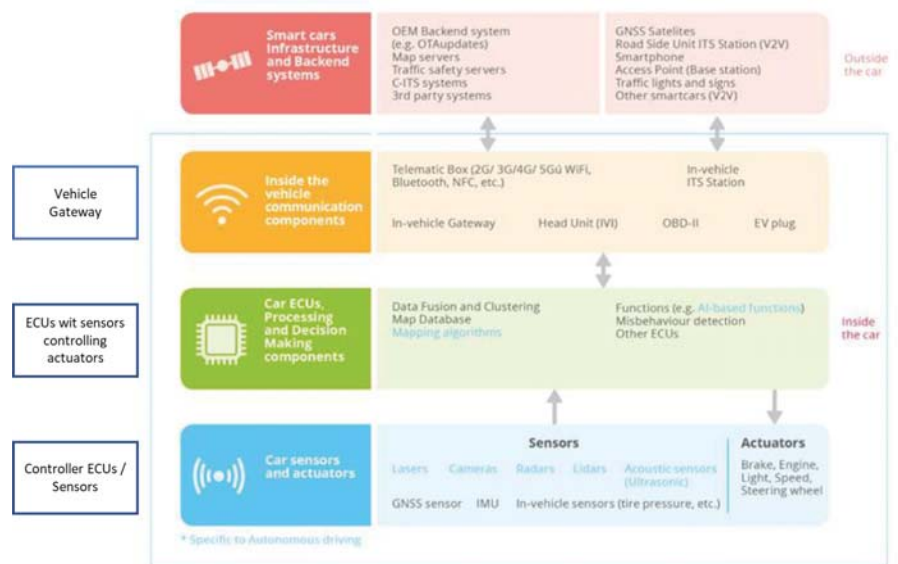 Smart cars
Infrastructure
and Backend
systems
OEM Backend system
(e.g. OTAupdates)
Map servers
Traffic safety servers
C-ITS systems
3rd party systems
GNSS Satelites
Road Side Unit ITS Station (V2V)
Smartphone
Access Point (Base station)
Traffic lights and signs
Other smartcars (V2V)
Outside
the car
Vehicle
Gateway
Inside the
vehicle
communication
components
Telematic Box (2G/ 3G/4G/ 5Gü WiFi,
Bluetooth, NFC, etc.)
In-vehicle
ITS Station
In-vehicle Gateway
Head Unit (IVI)
OBD-II
EV plug
ECUs wit sensors
controlling
actuators
Car ECUs,
Processing
and Decision
Making
components
Data Fusion and Clustering
Map Database
Mapping algorithms
Functions (e.g. AI-based functions)
Misbehaviour detection
Other ECUs
Inside
the car
Controller ECUs /
Sensors
Car sensors
and actuators
Sensors
Lasers Cameras Radars Lidars Acoustic sensors
(Ultrasonic)
GNSS sensor IMU In-vehicle sensors (tire pressure, etc.)
Actuators
Brake, Engine,
Light, Speed,
Steering wheel
* Specific to Autonomous driving